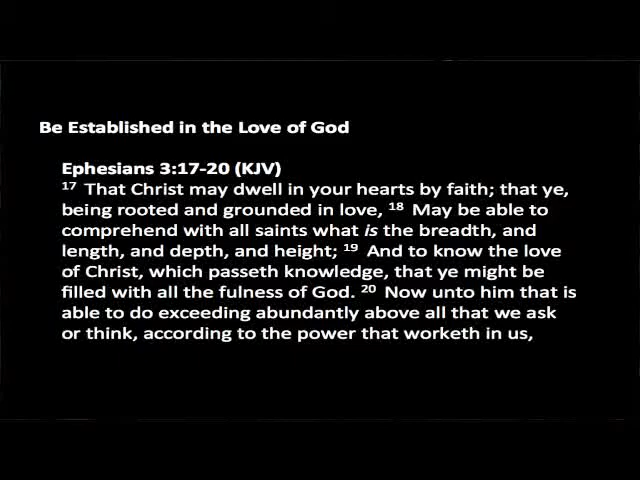 Be Established in the Love of God
Ephesians 3:17-20 (KJV)
17 That Christ may dwell in your hearts by faith; that ye,
being rooted and grounded in love, 18 May be able to
comprehend with all saints what is the breadth, and
length, and depth, and height; 19 And to know the love
of Christ, which passeth knowledge, that ye might be
filled with all the fulness of God. 20 Now unto him that is
able to do exceeding abundantly above all that we ask
or think, according to the power that worketh in us,